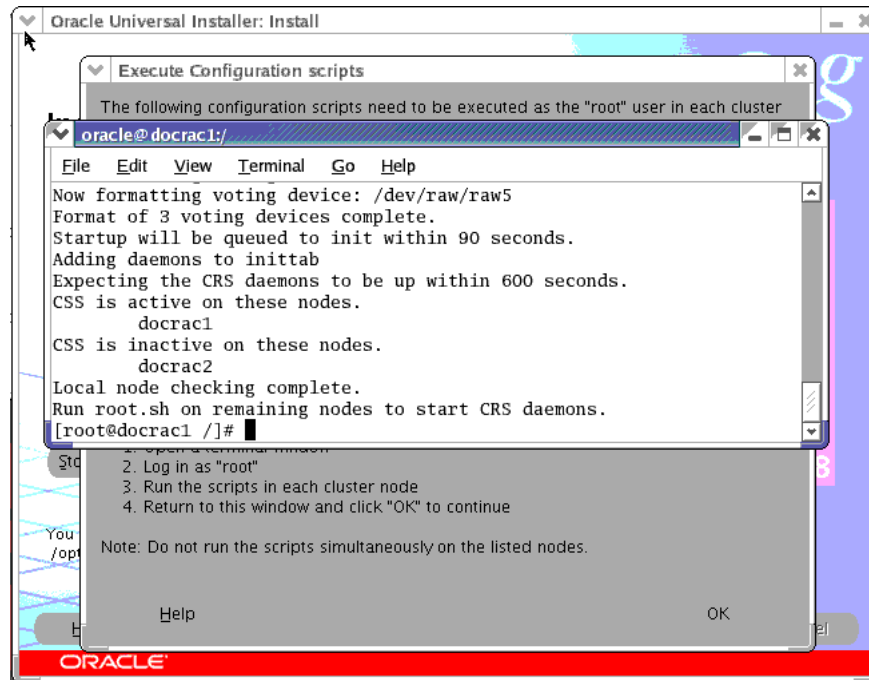 Oracle Universal Installer: Install
Execute Configuration scripts
The following configuration scripts need to be executed as the "root" user in each cluster
oracle@docrac1:/
File Edit View Terminal Go Help
Now formatting voting device: /dev/raw/raw5
Format of 3 voting devices complete.
Startup will be queued to init within 90 seconds.
Adding daemons to inittab
Expecting the CRS daemons to be up within 600 seconds.
CSS is active on these nodes.
docrac1
CSS is inactive on these nodes.
docrac2
Local node checking complete.
Run root.sh on remaining nodes to start CRS daemons.
[root@docrac1 /]#
1. Open a terminal window
2. Log in as "root"
3. Run the scripts in each cluster node
4. Return to this window and click "OK" to continue
You
/opt
Note: Do not run the scripts simultaneously on the listed nodes.
Help OK
ORACLE